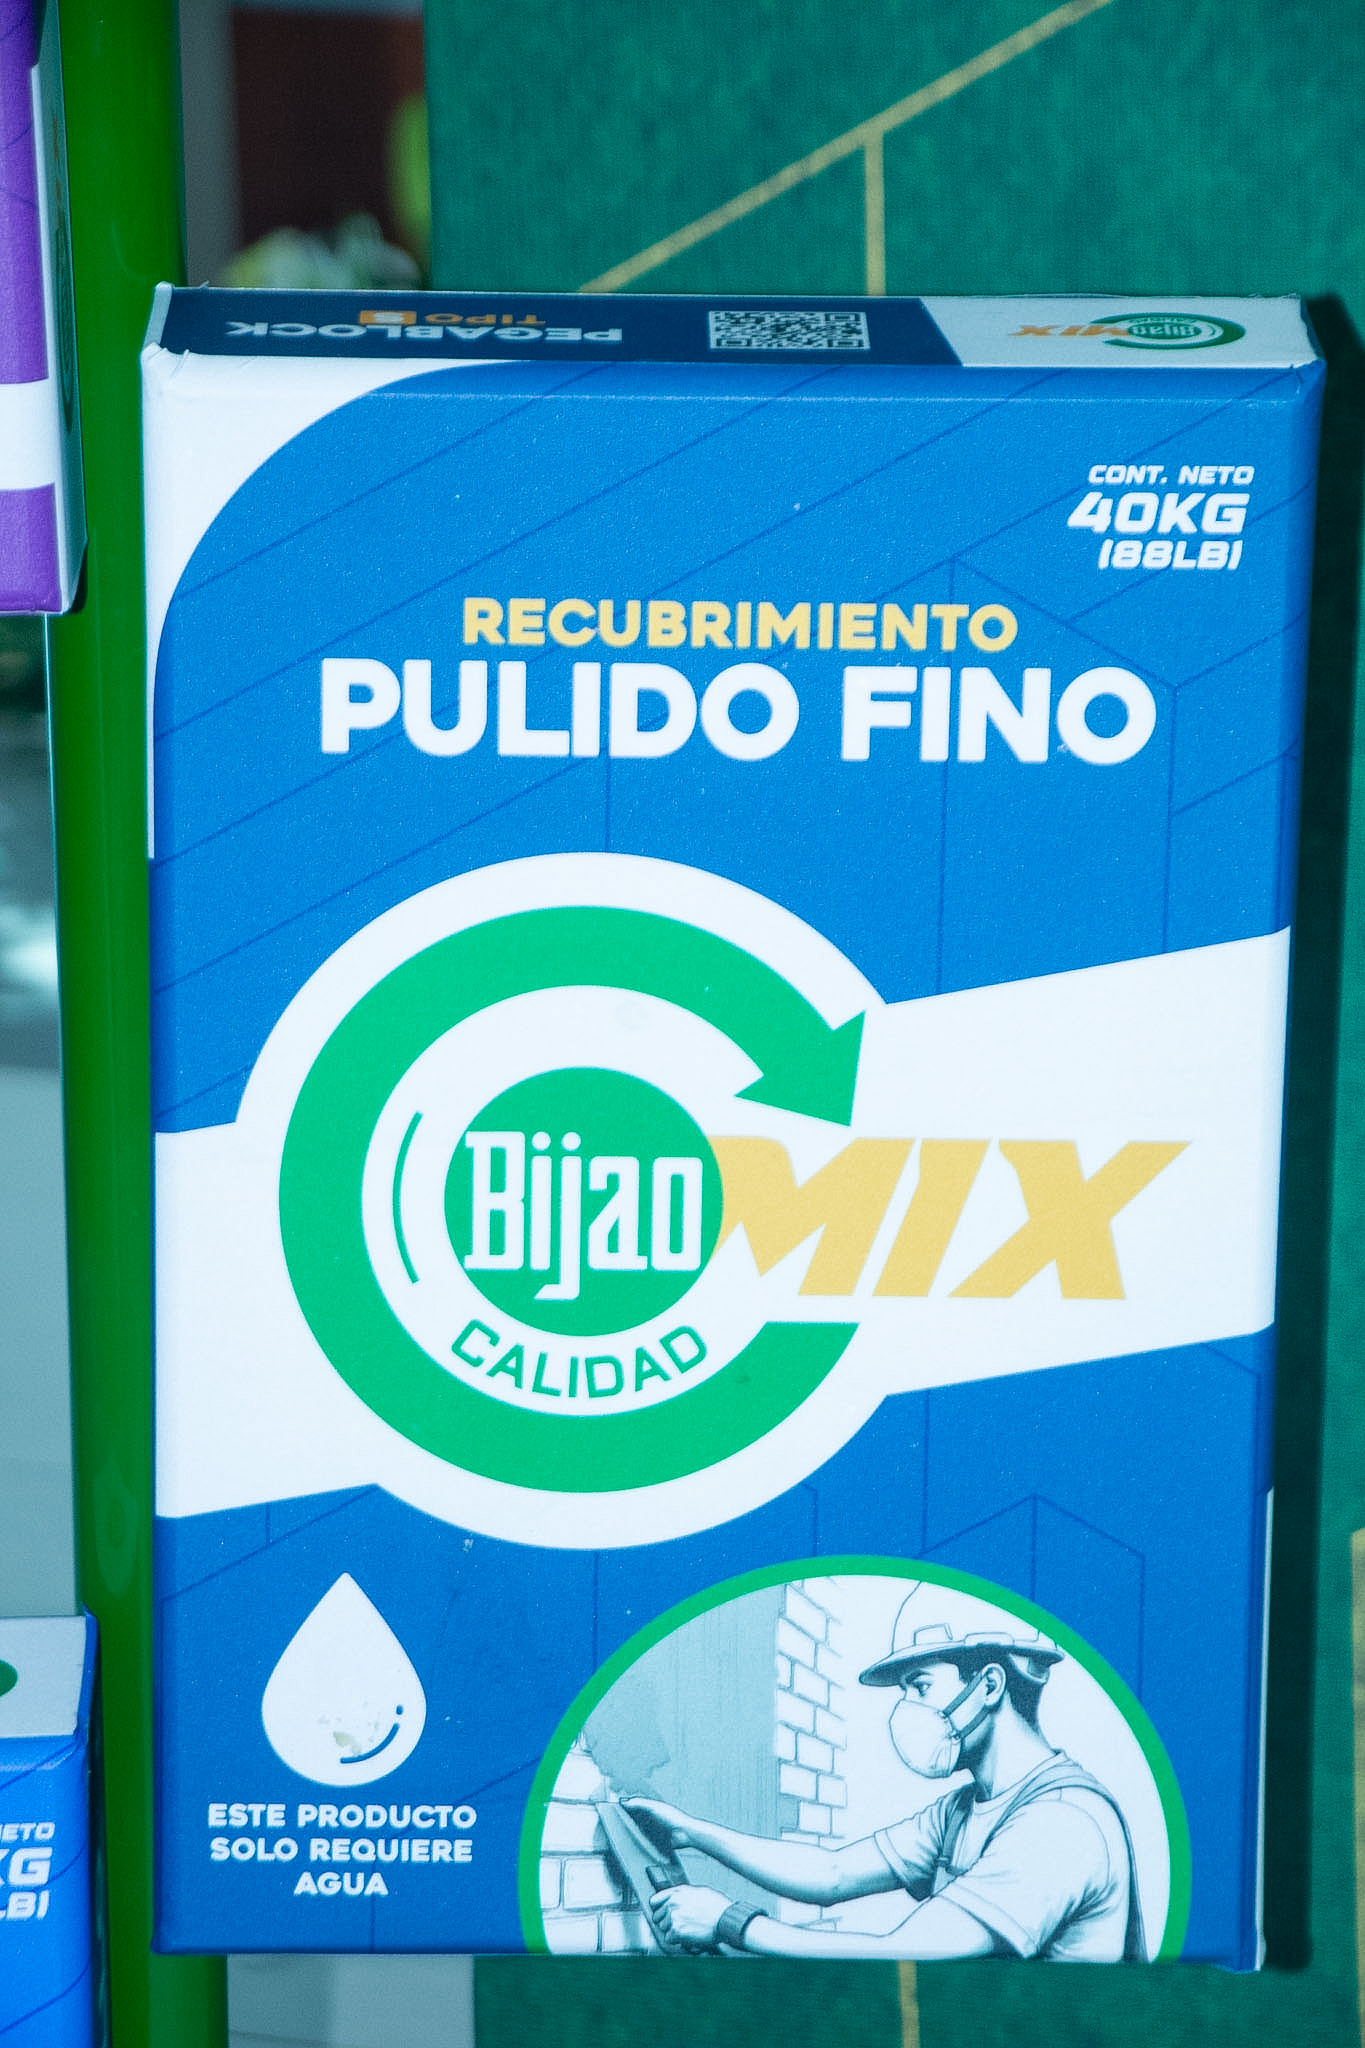 PEGABLOCK
TIPO S
Bijao MIX
CONT. NETO
40KG
(88LB)
RECUBRIMIENTO
PULIDO FINO
Bijao MIX
CALIDAD
ESTE PRODUCTO
SOLO REQUIERE
AGUA